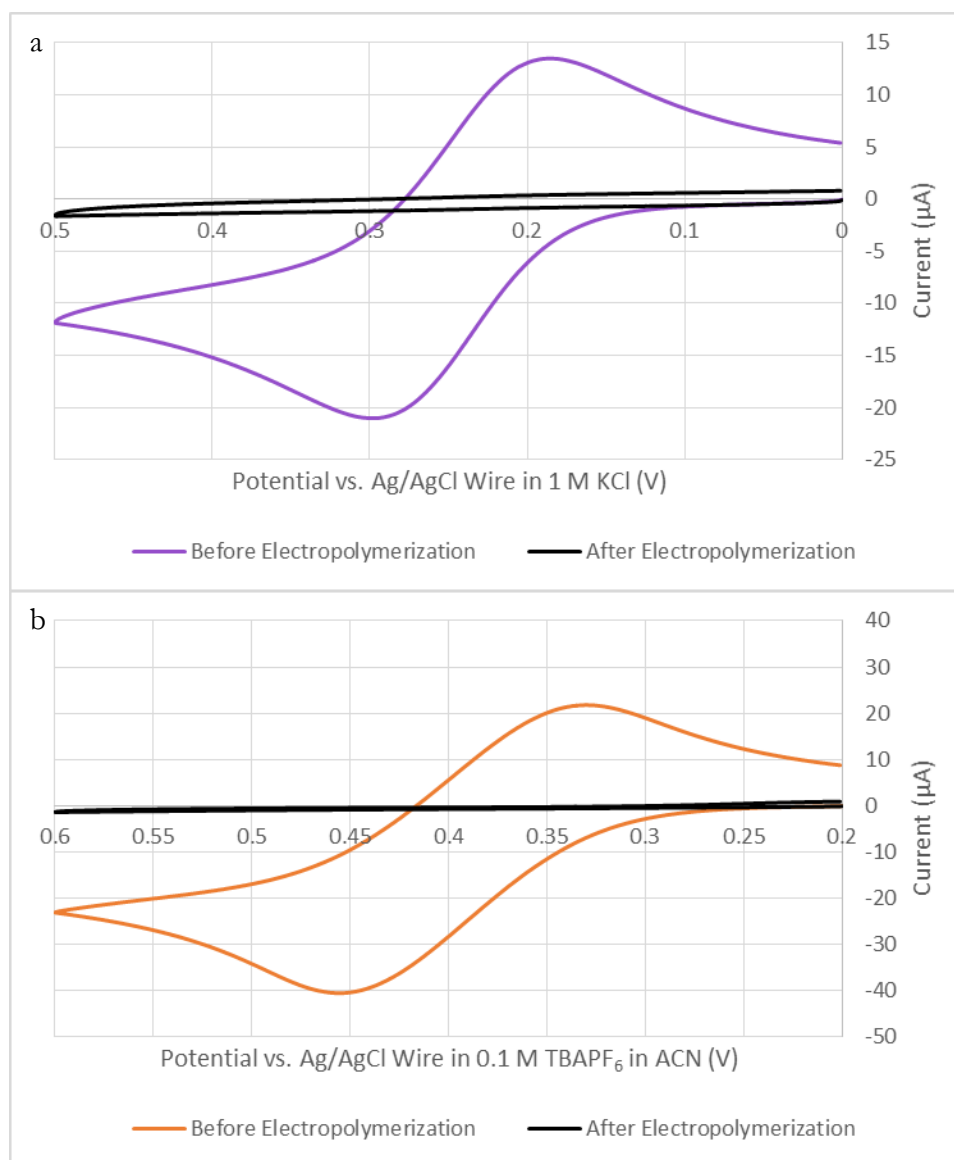 a
15
10
5
0
-5
-10
-15
-20
-25
0.5 0.4 0.3 0.2 0.1 0
Current (µA)
Potential vs. Ag/AgCl Wire in 1 M KCl (V)
Before Electropolymerization After Electropolymerization
b
40
30
20
10
0
-10
-20
-30
-40
-50
0.6 0.55 0.5 0.45 0.4 0.35 0.3 0.25 0.2
Current (µA)
Potential vs. Ag/AgCl Wire in 0.1 M TBAPF₆ in ACN (V)
Before Electropolymerization After Electropolymerization